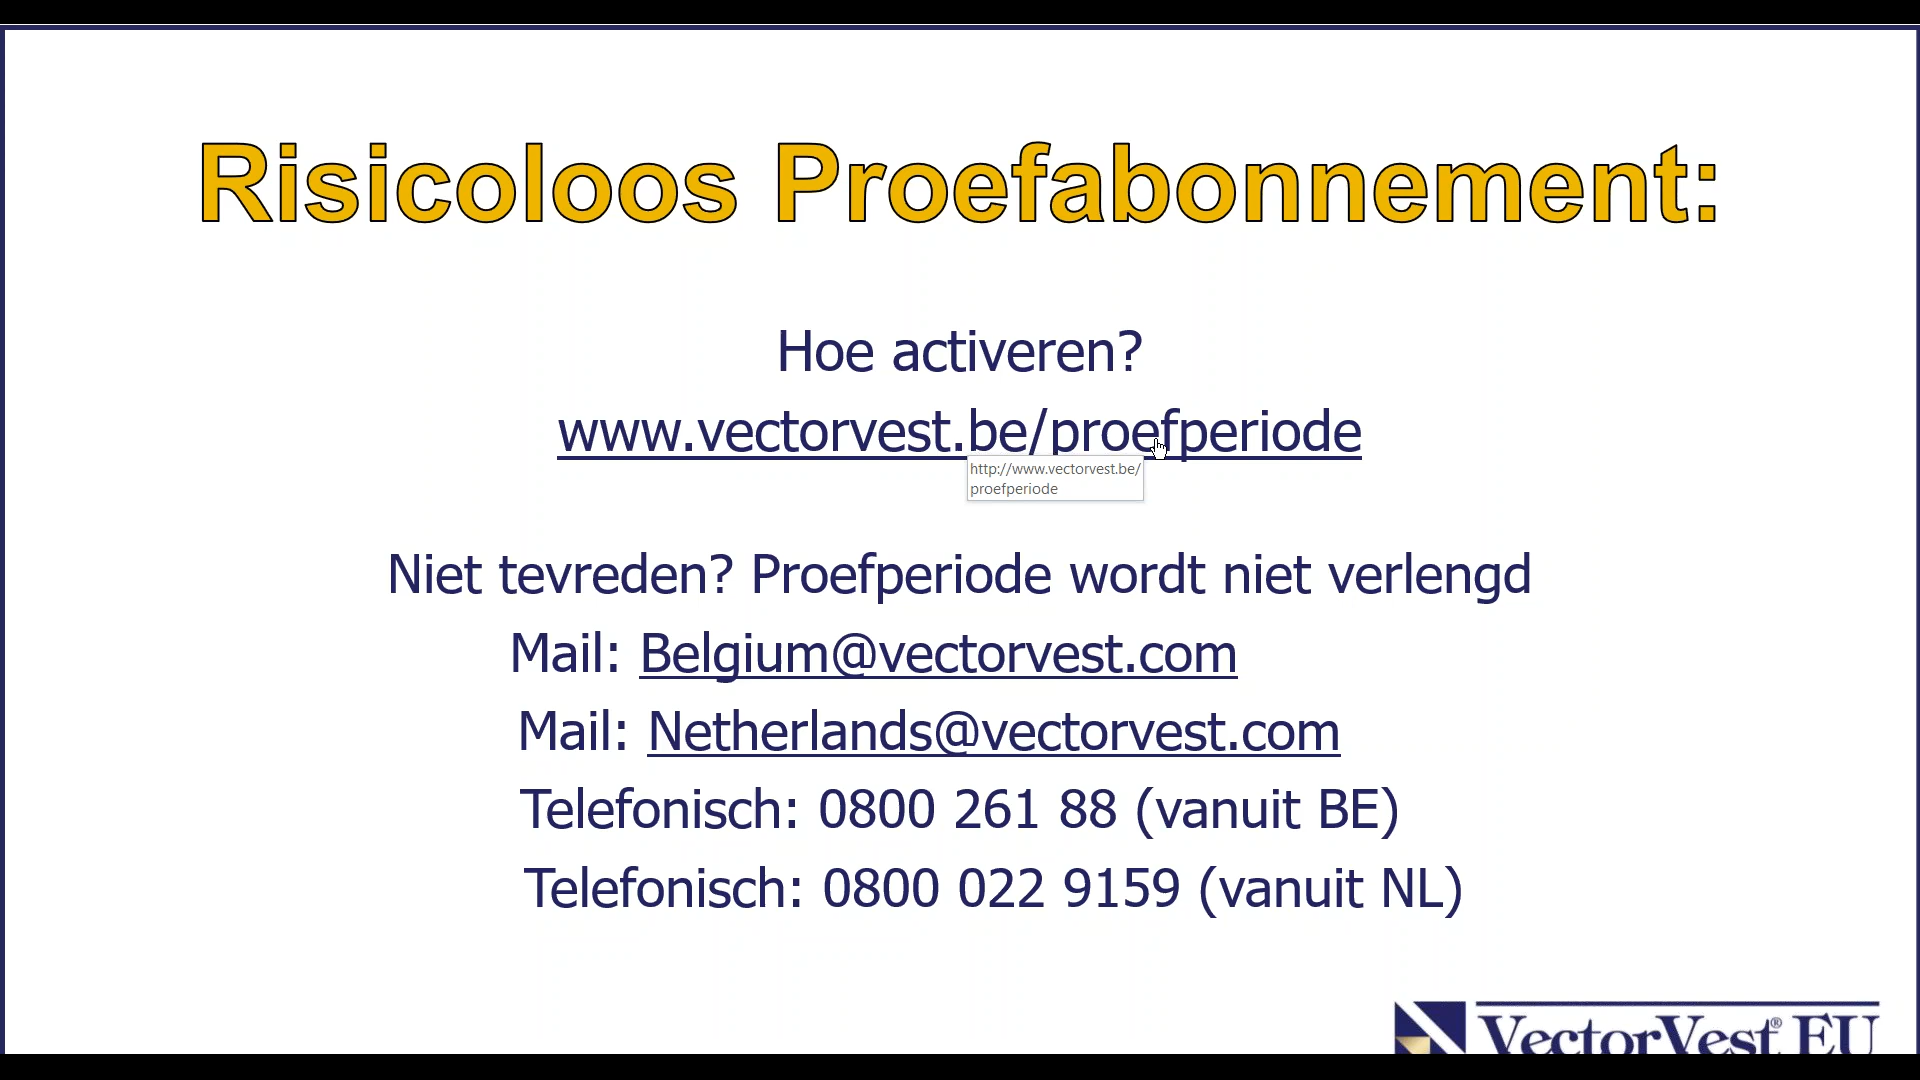 Risicoloos Proefabonnement:
Hoe activeren?
www.vectorvest.be/proefperiode
http://www.vectorvest.be/
proefperiode
Niet tevreden? Proefperiode wordt niet verlengd
Mail: Belgium@vectorvest.com
Mail: Netherlands@vectorvest.com
Telefonisch: 0800 261 88 (vanuit BE)
Telefonisch: 0800 022 9159 (vanuit NL)
VectorVest® EU